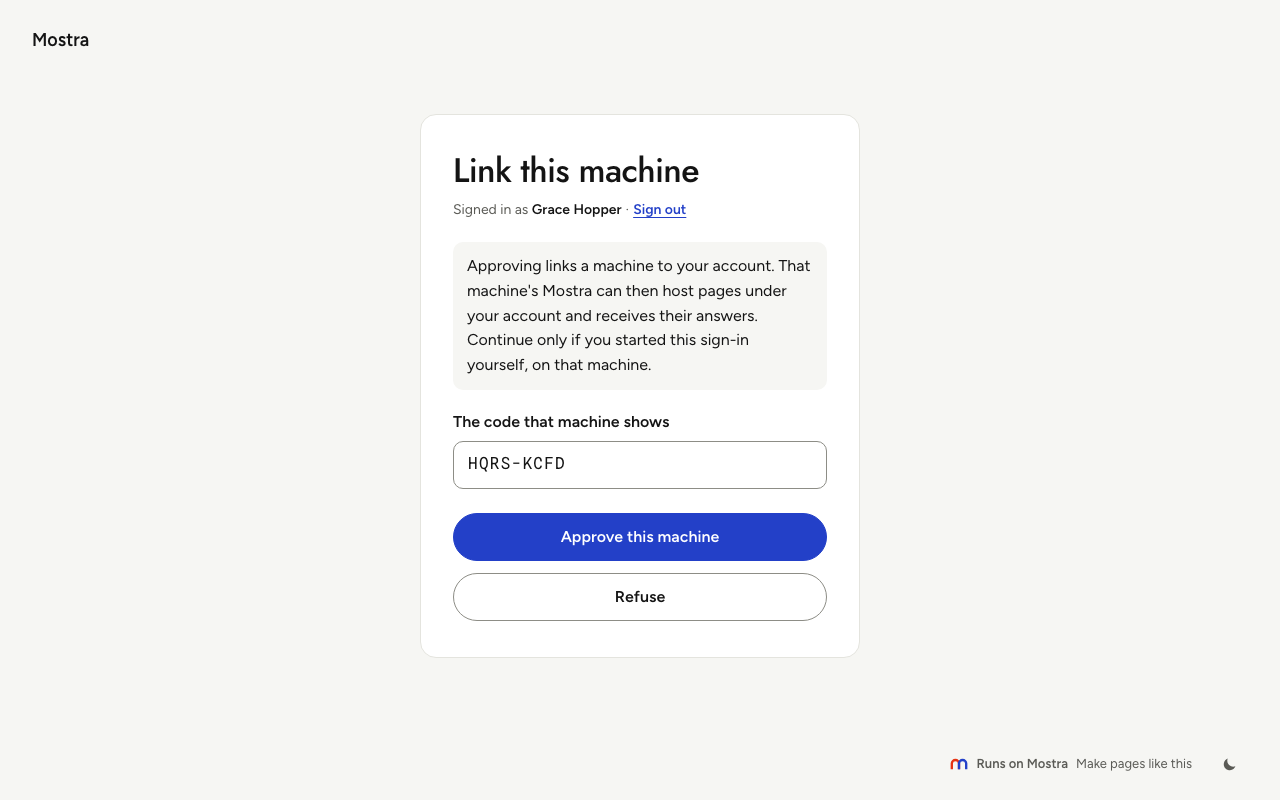 Mostra
Link this machine
Signed in as Grace Hopper · Sign out
Approving links a machine to your account. That
machine's Mostra can then host pages under
your account and receives their answers.
Continue only if you started this sign-in
yourself, on that machine.
The code that machine shows
HQRS-KCFD
Approve this machine
Refuse
Runs on Mostra Make pages like this